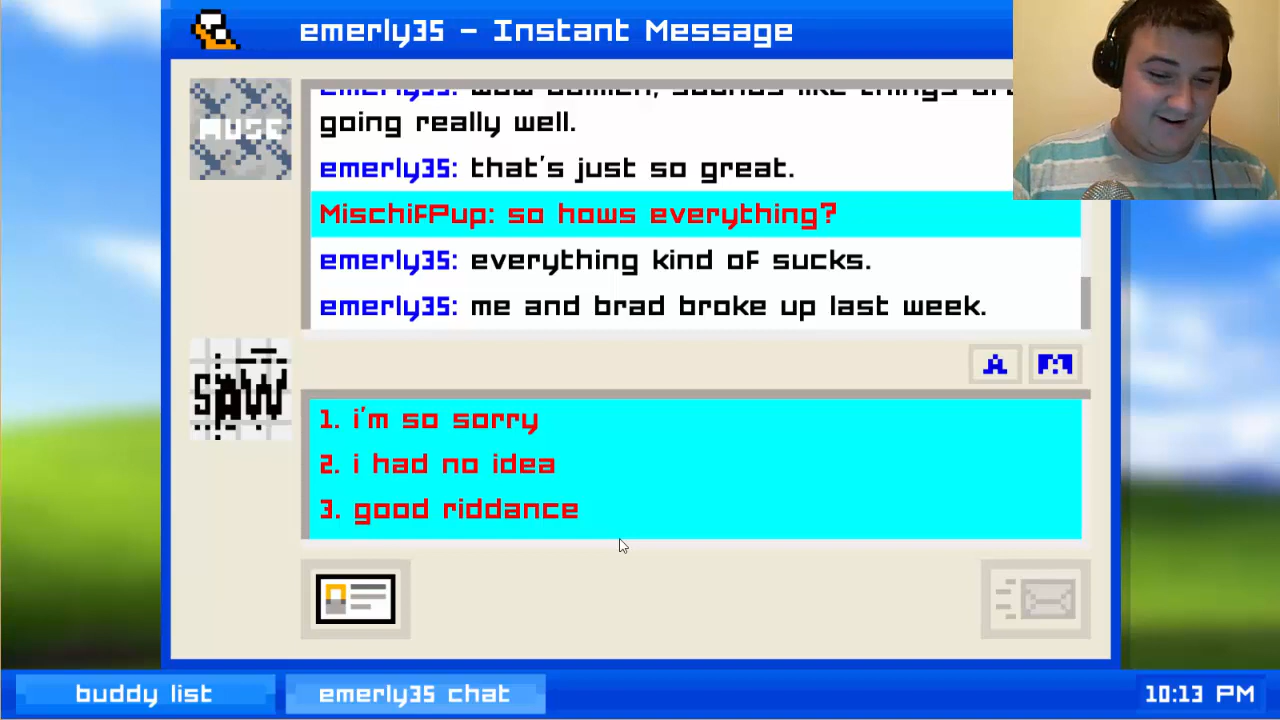 emerly35 - Instant Message
MUSE
going really well.
emerly35: that's just so great.
MischifPup: so hows everything?
emerly35: everything kind of sucks.
emerly35: me and brad broke up last week.
A
SAW
1. i'm so sorry
2. i had no idea
3. good riddance
buddy list
emerly35 chat
10:13 PM